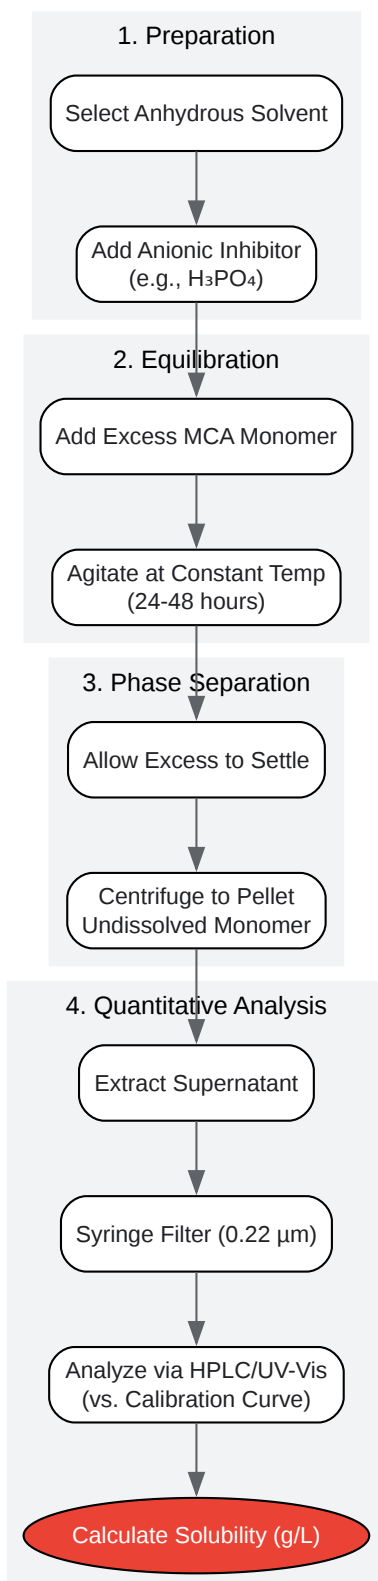 1. Preparation
Select Anhydrous Solvent
Add Anionic Inhibitor
(e.g., H₃PO₄)
2. Equilibration
Add Excess MCA Monomer
Agitate at Constant Temp
(24-48 hours)
3. Phase Separation
Allow Excess to Settle
Centrifuge to Pellet
Undissolved Monomer
4. Quantitative Analysis
Extract Supernatant
Syringe Filter (0.22 µm)
Analyze via HPLC/UV-Vis
(vs. Calibration Curve)
Calculate Solubility (g/L)